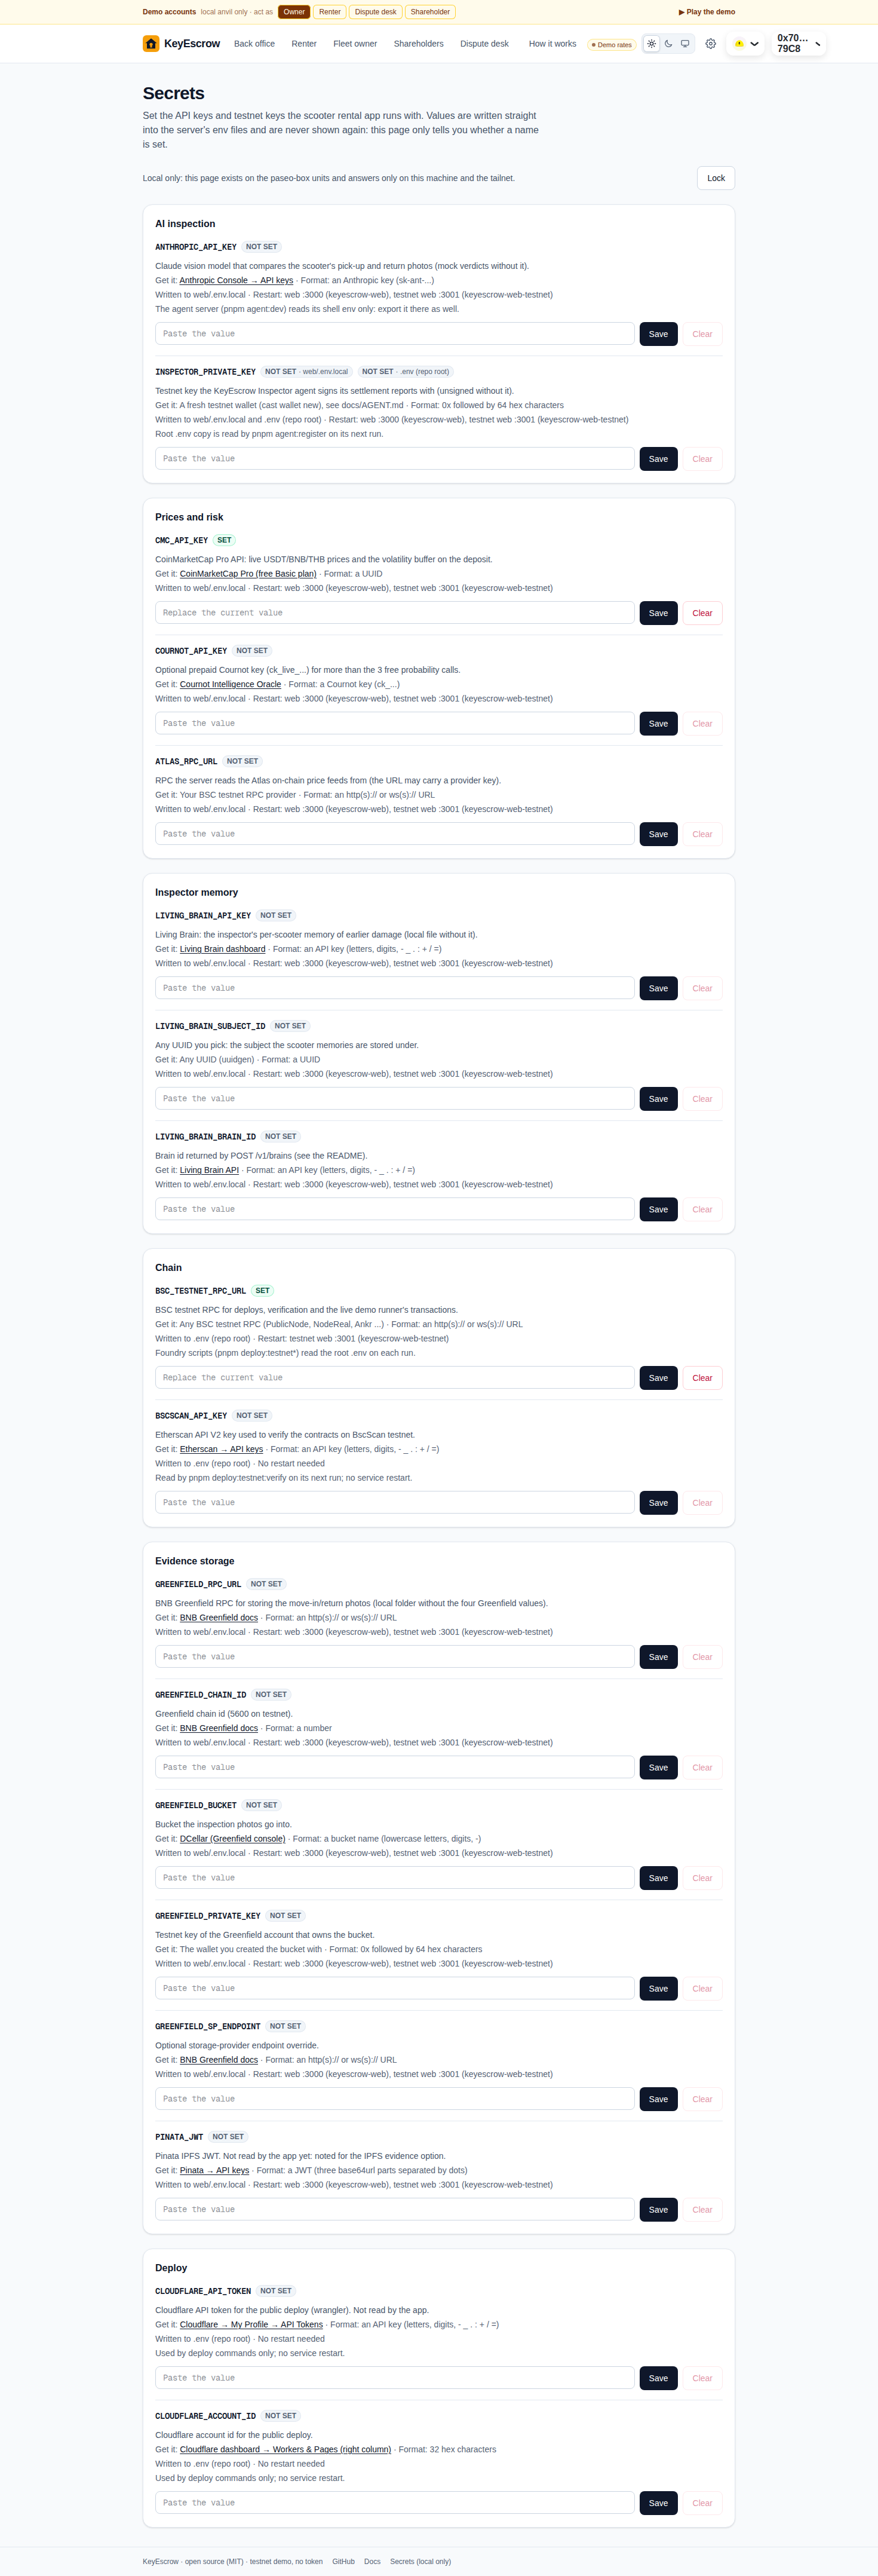 Demo accounts local anvil only · act as Owner Renter Dispute desk Shareholder ▶ Play the demo
KeyEscrow Back office Renter Fleet owner Shareholders Dispute desk How it works Demo rates 0x70…79C8
Secrets
Set the API keys and testnet keys the scooter rental app runs with. Values are written straight
into the server's env files and are never shown again: this page only tells you whether a name
is set.
Local only: this page exists on the paseo-box units and answers only on this machine and the tailnet. Lock
AI inspection
ANTHROPIC_API_KEY NOT SET
Claude vision model that compares the scooter's pick-up and return photos (mock verdicts without it).
Get it: Anthropic Console → API keys · Format: an Anthropic key (sk-ant-...)
Written to web/.env.local · Restart: web :3000 (keyescrow-web), testnet web :3001 (keyescrow-web-testnet)
The agent server (pnpm agent:dev) reads its shell env only: export it there as well.
Paste the value Save Clear
INSPECTOR_PRIVATE_KEY NOT SET · web/.env.local NOT SET · .env (repo root)
Testnet key the KeyEscrow Inspector agent signs its settlement reports with (unsigned without it).
Get it: A fresh testnet wallet (cast wallet new), see docs/AGENT.md · Format: 0x followed by 64 hex characters
Written to web/.env.local and .env (repo root) · Restart: web :3000 (keyescrow-web), testnet web :3001 (keyescrow-web-testnet)
Root .env copy is read by pnpm agent:register on its next run.
Paste the value Save Clear
Prices and risk
CMC_API_KEY SET
CoinMarketCap Pro API: live USDT/BNB/THB prices and the volatility buffer on the deposit.
Get it: CoinMarketCap Pro (free Basic plan) · Format: a UUID
Written to web/.env.local · Restart: web :3000 (keyescrow-web), testnet web :3001 (keyescrow-web-testnet)
Replace the current value Save Clear
COURNOT_API_KEY NOT SET
Optional prepaid Cournot key (ck_live_...) for more than the 3 free probability calls.
Get it: Cournot Intelligence Oracle · Format: a Cournot key (ck_...)
Written to web/.env.local · Restart: web :3000 (keyescrow-web), testnet web :3001 (keyescrow-web-testnet)
Paste the value Save Clear
ATLAS_RPC_URL NOT SET
RPC the server reads the Atlas on-chain price feeds from (the URL may carry a provider key).
Get it: Your BSC testnet RPC provider · Format: an http(s):// or ws(s):// URL
Written to web/.env.local · Restart: web :3000 (keyescrow-web), testnet web :3001 (keyescrow-web-testnet)
Paste the value Save Clear
Inspector memory
LIVING_BRAIN_API_KEY NOT SET
Living Brain: the inspector's per-scooter memory of earlier damage (local file without it).
Get it: Living Brain dashboard · Format: an API key (letters, digits, - _ . : + / =)
Written to web/.env.local · Restart: web :3000 (keyescrow-web), testnet web :3001 (keyescrow-web-testnet)
Paste the value Save Clear
LIVING_BRAIN_SUBJECT_ID NOT SET
Any UUID you pick: the subject the scooter memories are stored under.
Get it: Any UUID (uuidgen) · Format: a UUID
Written to web/.env.local · Restart: web :3000 (keyescrow-web), testnet web :3001 (keyescrow-web-testnet)
Paste the value Save Clear
LIVING_BRAIN_BRAIN_ID NOT SET
Brain id returned by POST /v1/brains (see the README).
Get it: Living Brain API · Format: an API key (letters, digits, - _ . : + / =)
Written to web/.env.local · Restart: web :3000 (keyescrow-web), testnet web :3001 (keyescrow-web-testnet)
Paste the value Save Clear
Chain
BSC_TESTNET_RPC_URL SET
BSC testnet RPC for deploys, verification and the live demo runner's transactions.
Get it: Any BSC testnet RPC (PublicNode, NodeReal, Ankr ...) · Format: an http(s):// or ws(s):// URL
Written to .env (repo root) · Restart: testnet web :3001 (keyescrow-web-testnet)
Foundry scripts (pnpm deploy:testnet*) read the root .env on each run.
Replace the current value Save Clear
BSCSCAN_API_KEY NOT SET
Etherscan API V2 key used to verify the contracts on BscScan testnet.
Get it: Etherscan → API keys · Format: an API key (letters, digits, - _ . : + / =)
Written to .env (repo root) · No restart needed
Read by pnpm deploy:testnet:verify on its next run; no service restart.
Paste the value Save Clear
Evidence storage
GREENFIELD_RPC_URL NOT SET
BNB Greenfield RPC for storing the move-in/return photos (local folder without the four Greenfield values).
Get it: BNB Greenfield docs · Format: an http(s):// or ws(s):// URL
Written to web/.env.local · Restart: web :3000 (keyescrow-web), testnet web :3001 (keyescrow-web-testnet)
Paste the value Save Clear
GREENFIELD_CHAIN_ID NOT SET
Greenfield chain id (5600 on testnet).
Get it: BNB Greenfield docs · Format: a number
Written to web/.env.local · Restart: web :3000 (keyescrow-web), testnet web :3001 (keyescrow-web-testnet)
Paste the value Save Clear
GREENFIELD_BUCKET NOT SET
Bucket the inspection photos go into.
Get it: DCellar (Greenfield console) · Format: a bucket name (lowercase letters, digits, -)
Written to web/.env.local · Restart: web :3000 (keyescrow-web), testnet web :3001 (keyescrow-web-testnet)
Paste the value Save Clear
GREENFIELD_PRIVATE_KEY NOT SET
Testnet key of the Greenfield account that owns the bucket.
Get it: The wallet you created the bucket with · Format: 0x followed by 64 hex characters
Written to web/.env.local · Restart: web :3000 (keyescrow-web), testnet web :3001 (keyescrow-web-testnet)
Paste the value Save Clear
GREENFIELD_SP_ENDPOINT NOT SET
Optional storage-provider endpoint override.
Get it: BNB Greenfield docs · Format: an http(s):// or ws(s):// URL
Written to web/.env.local · Restart: web :3000 (keyescrow-web), testnet web :3001 (keyescrow-web-testnet)
Paste the value Save Clear
PINATA_JWT NOT SET
Pinata IPFS JWT. Not read by the app yet: noted for the IPFS evidence option.
Get it: Pinata → API keys · Format: a JWT (three base64url parts separated by dots)
Written to web/.env.local · Restart: web :3000 (keyescrow-web), testnet web :3001 (keyescrow-web-testnet)
Paste the value Save Clear
Deploy
CLOUDFLARE_API_TOKEN NOT SET
Cloudflare API token for the public deploy (wrangler). Not read by the app.
Get it: Cloudflare → My Profile → API Tokens · Format: an API key (letters, digits, - _ . : + / =)
Written to .env (repo root) · No restart needed
Used by deploy commands only; no service restart.
Paste the value Save Clear
CLOUDFLARE_ACCOUNT_ID NOT SET
Cloudflare account id for the public deploy.
Get it: Cloudflare dashboard → Workers & Pages (right column) · Format: 32 hex characters
Written to .env (repo root) · No restart needed
Used by deploy commands only; no service restart.
Paste the value Save Clear
KeyEscrow · open source (MIT) · testnet demo, no token GitHub Docs Secrets (local only)